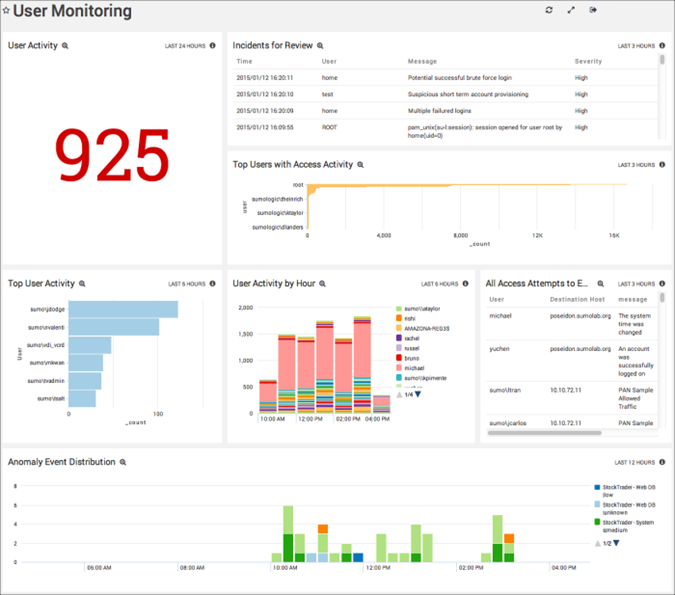 User Monitoring
User Activity
LAST 24 HOURS
925
Incidents for Review
LAST 3 HOURS
Time User Message Severity
2015/01/12 16:20:11 home Potential successful brute force login High
2015/01/12 16:20:10 test Suspicious short term account provisioning High
2015/01/12 16:20:09 home Multiple failured logins High
2015/01/12 16:09:55 ROOT pam_unix(su-l:session): session opened for user root by High
home(uid=0)
Top Users with Access Activity
LAST 3 HOURS
user
root
sumologic\theinrich
sumologic\ktaylor
sumologic\dlanders
0 4,000 8,000 12K 16K
_count
Top User Activity
LAST 6 HOURS
User
sumo\jdodge
sumo\valenti
sumo\vdi_vcrd
sumo\mkwan
sumo\tvadmin
sumo\tsalt
0 100
_count
User Activity by Hour
LAST 6 HOURS
2,000
1,500
1,000
500
0
10:00 AM 12:00 PM 02:00 PM 04:00 PM
sumo\taylor
rishi
AMAZONA-REG3S
rachel
russel
bruno
michael
sumo\lpimente
1/4
All Access Attempts to E...
LAST 3 HOURS
User Destination Host message
michael poseidon.sumolab.org The system
time was
changed
yuchen poseidon.sumolab.org An account
was
successfully
logged on
sumo\ltran 10.10.72.11 PAN Sample
Allowed
Traffic
sumo\jcarlos 10.10.72.11 PAN Sample
Anomaly Event Distribution
LAST 12 HOURS
8
6
4
2
0
06:00 AM 08:00 AM 10:00 AM 12:00 PM 02:00 PM 04:00 PM
StockTrader - Web DB
|low
StockTrader - Web DB
|unknown
StockTrader - System
s|medium
1/2